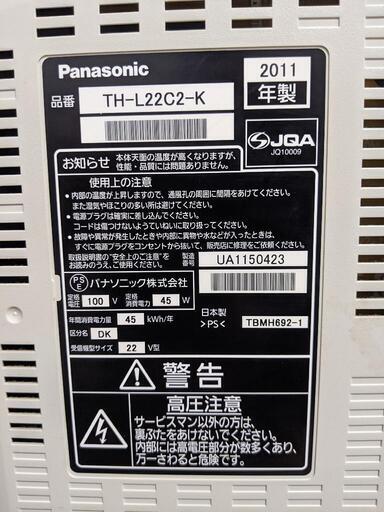 Panasonic
2011
年製
品番
TH-L22C2-K
JQA
JQ10009
お知らせ
本体天面の温度が高くなりますが、
性能・品質には問題ありません。
使用上の注意
・内部の温度が上昇しますので、通風孔の周囲に間隔をあけてください。
また湿気やほこりの多い所は避けてください。
・電源プラグは確実に差し込んでください。
コードは傷つけないようていねいに取り扱ってください。
・故障や異常が発生したときや内部に異物や水などが入ったときは、
すぐに電源プラグをコンセントから抜いて、販売店に修理をご依頼ください。
取扱説明書の“安全上のご注意”を
お読みのうえ、ご使用ください。
製造
番号
UA1150423
PSE
パナソニック株式会社
定格
電圧
100
V
定格
消費電力
45
W
日本製
>PS<
TBMH692-1
年間消費電力量
45
kWh/年
区分名
DK
受信機型サイズ
22
V型
警告
高圧注意
サービスマン以外の方は、
裏ぶたをあけないでください。
内部には高電圧部分が数多くあり、
万一さわると危険です。